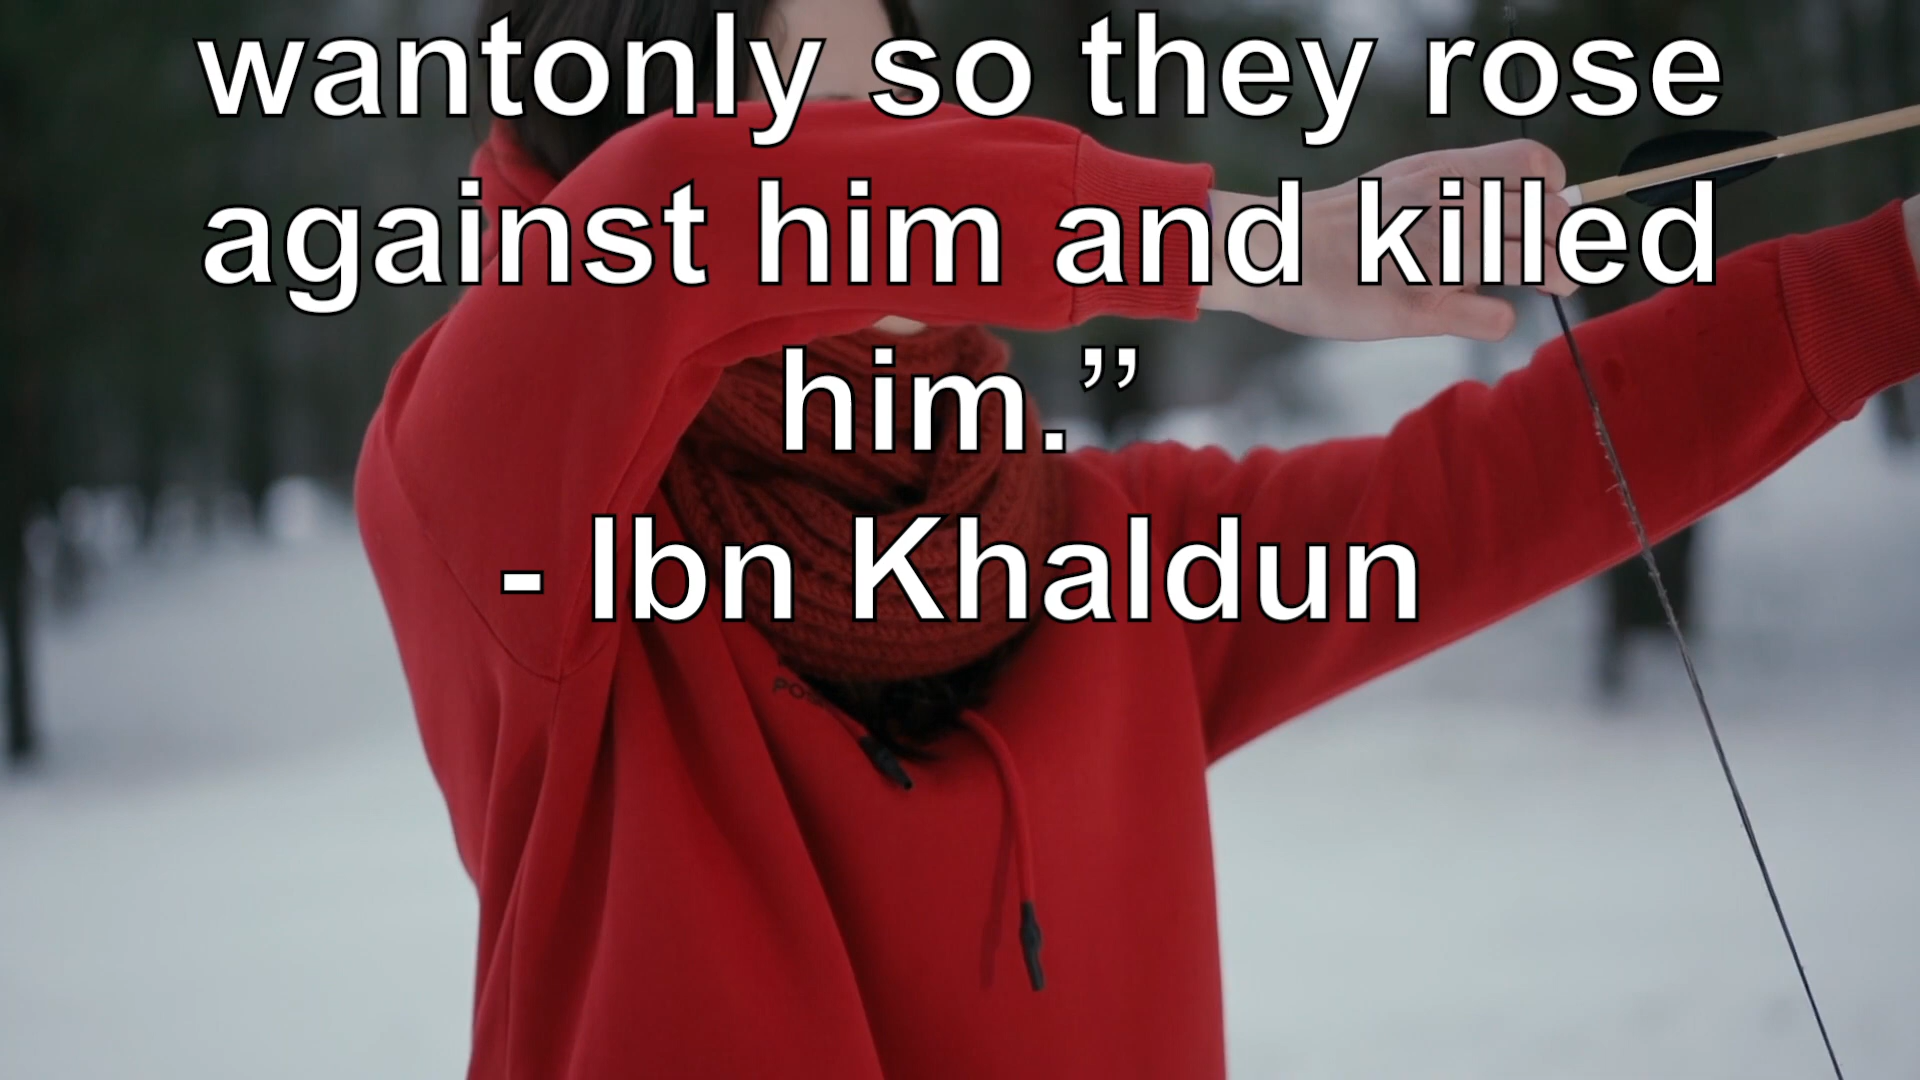 wantonly so they rose
against him and killed
him.”
- Ibn Khaldun